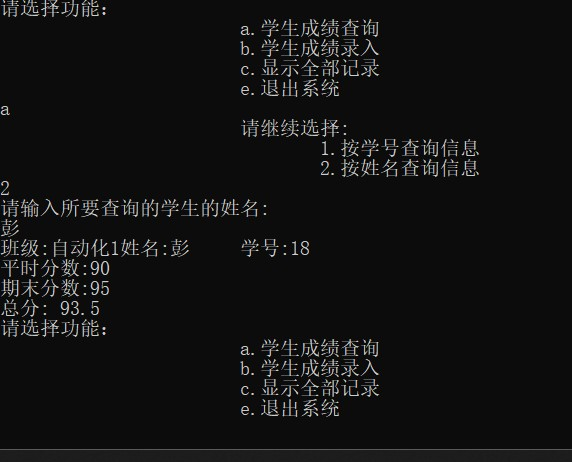 请选择功能:
a.学生成绩查询
b.学生成绩录入
c.显示全部记录
e.退出系统
a
请继续选择:
1.按学号查询信息
2.按姓名查询信息
2
请输入所要查询的学生的姓名:
彭
班级:自动化1姓名:彭 学号:18
平时分数:90
期末分数:95
总分: 93.5
请选择功能:
a.学生成绩查询
b.学生成绩录入
c.显示全部记录
e.退出系统